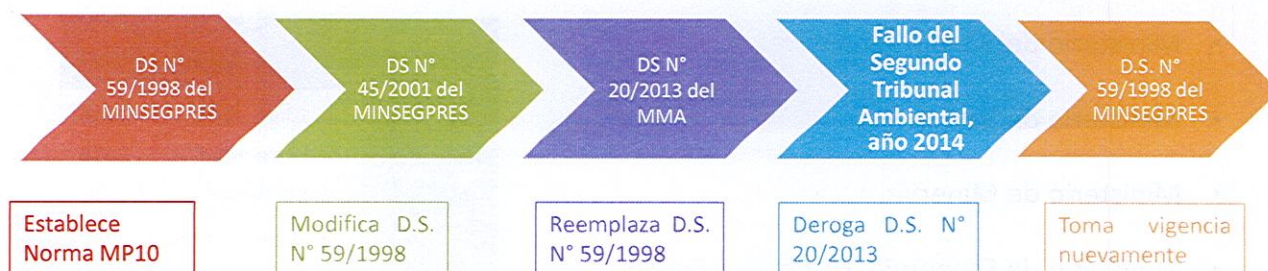 DS N°
59/1998 del
MINSEGPRES
DS N°
45/2001 del
MINSEGPRES
DS N°
20/2013 del
MMA
Fallo del
Segundo
Tribunal
Ambiental,
año 2014
D.S. N°
59/1998 del
MINSEGPRES
Establece
Norma MP10
Modifica D.S.
N° 59/1998
Reemplaza D.S.
N° 59/1998
Deroga D.S. N°
20/2013
Toma vigencia
nuevamente